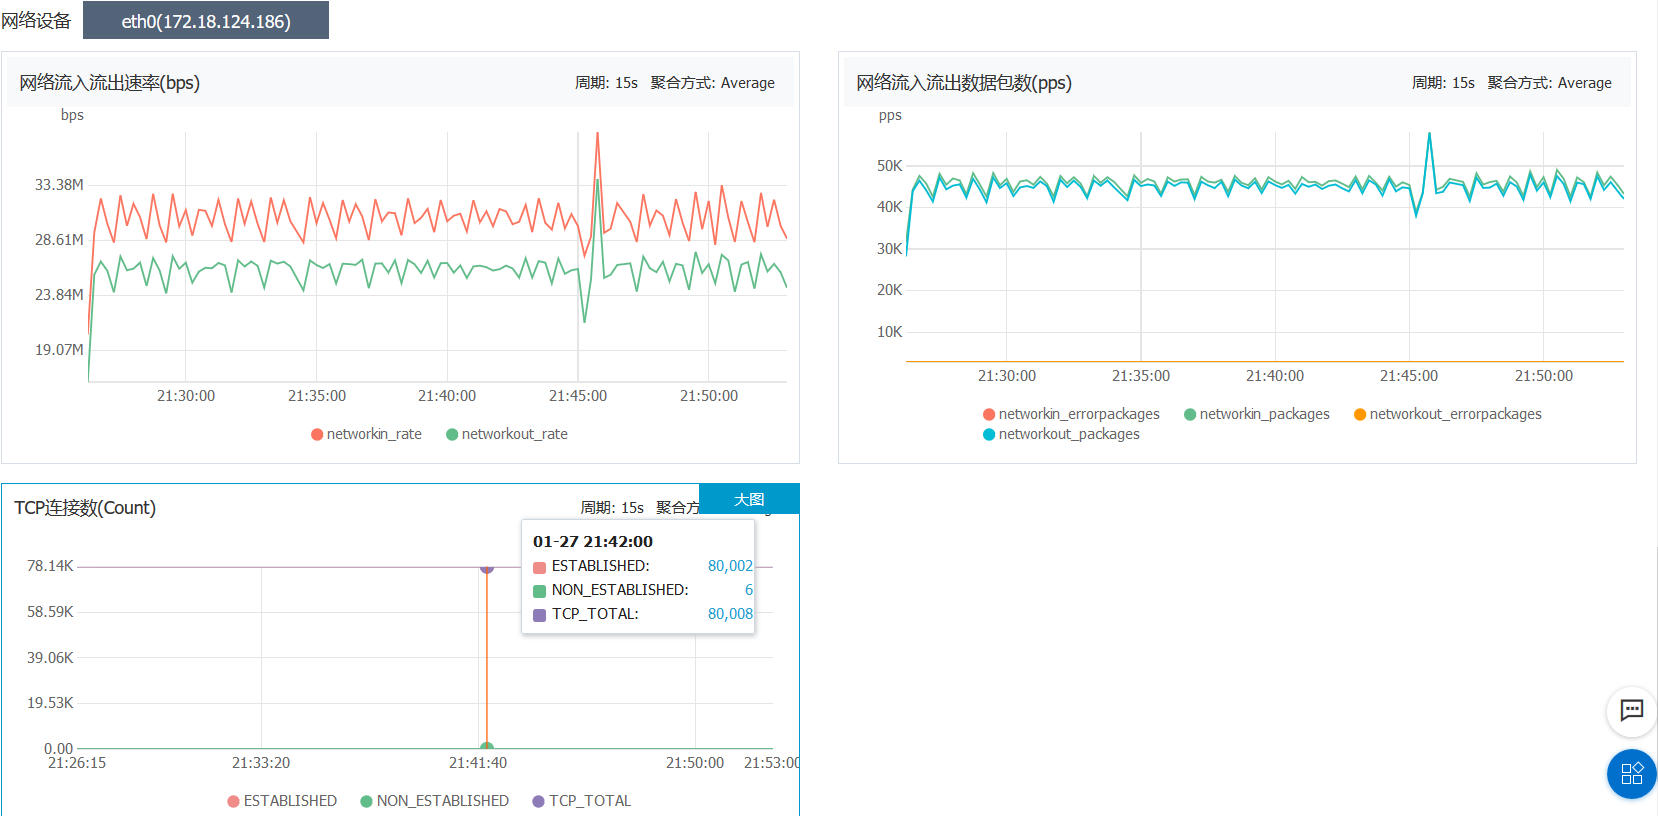 网络设备 eth0(172.18.124.186)
网络流入流出速率(bps) 周期: 15s 聚合方式: Average
bps
33.38M
28.61M
23.84M
19.07M
21:30:00 21:35:00 21:40:00 21:45:00 21:50:00
networkin_rate networkout_rate
网络流入流出数据包数(pps) 周期: 15s 聚合方式: Average
pps
50K
40K
30K
20K
10K
21:30:00 21:35:00 21:40:00 21:45:00 21:50:00
networkin_errorpackages networkin_packages networkout_errorpackages
networkout_packages
TCP连接数(Count) 周期: 15s 聚合方 大图
01-27 21:42:00
ESTABLISHED: 80,002
NON_ESTABLISHED: 6
TCP_TOTAL: 80,008
78.14K
58.59K
39.06K
19.53K
0.00
21:26:15 21:33:20 21:41:40 21:50:00 21:53:00
ESTABLISHED NON_ESTABLISHED TCP_TOTAL